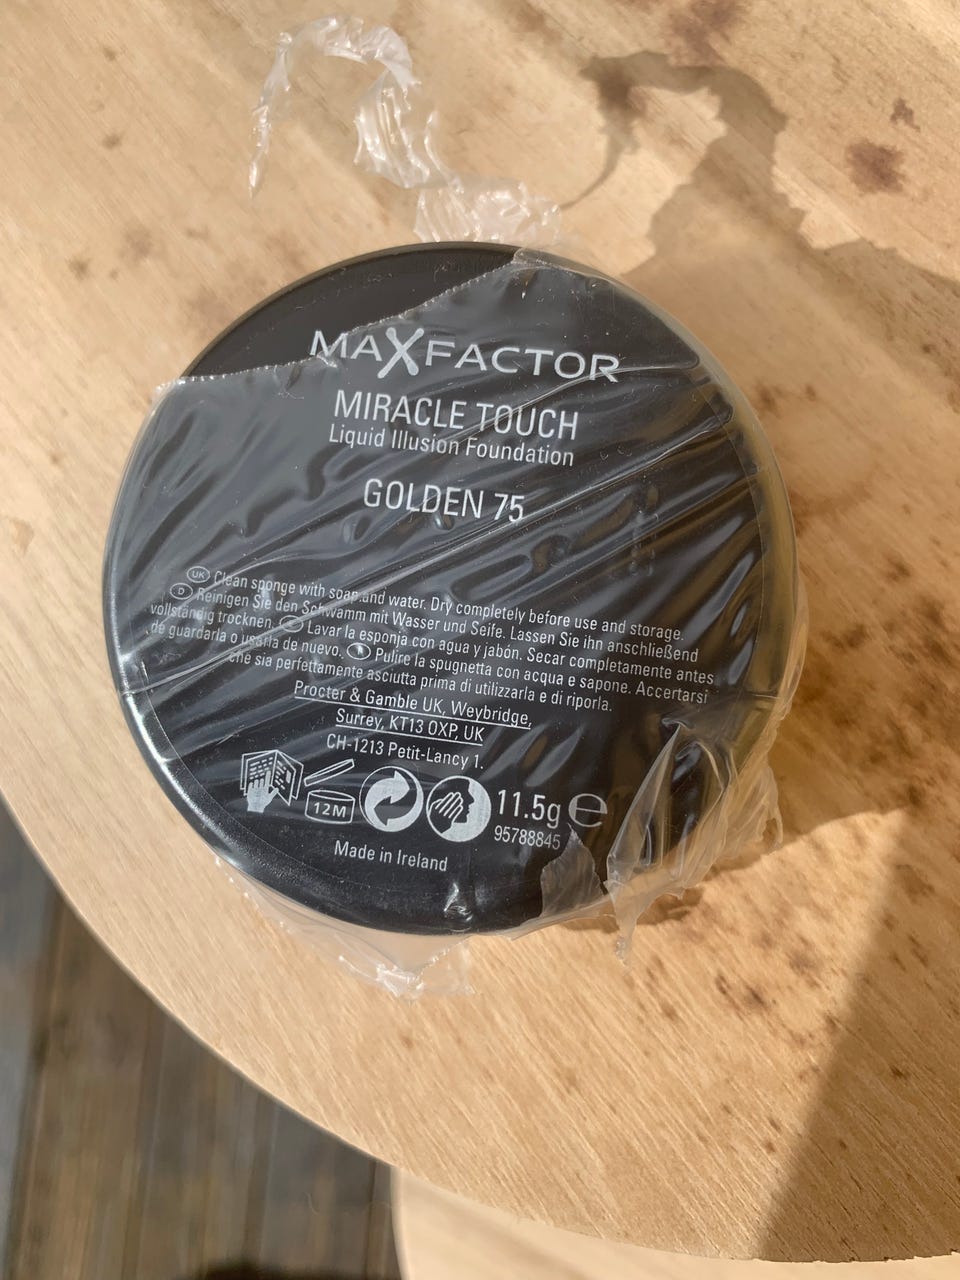 MAXFACTOR
MIRACLE TOUCH
Liquid Illusion Foundation
GOLDEN 75
UK Clean sponge with soap and water. Dry completely before use and storage.
D Reinigen Sie den Schwamm mit Wasser und Seife. Lassen Sie ihn anschließend
vollständig trocknen. E Lavar la esponja con agua y jabón. Secar completamente antes
de guardarla o usarla de nuevo. I Pulire la spugnetta con acqua e sapone. Accertarsi
che sia perfettamente asciutta prima di utilizzarla e di riporla.
Procter & Gamble UK, Weybridge,
Surrey, KT13 0XP, UK
CH-1213 Petit-Lancy 1.
12M 11.5g e
95788845
Made in Ireland